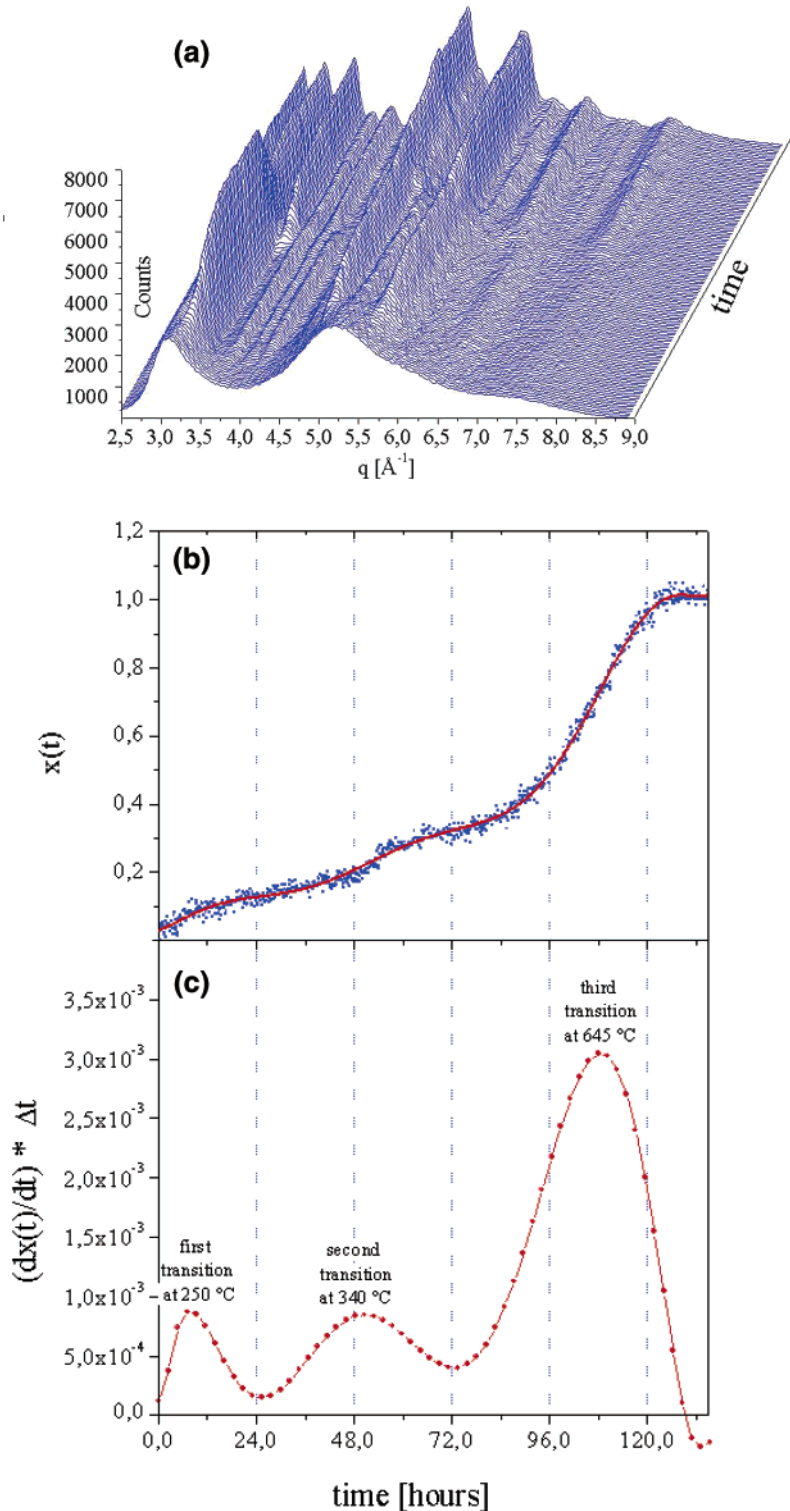 (a)
8000
7000
6000
5000
4000
3000
2000
1000
Counts
time
2,5 3,0 3,5 4,0 4,5 5,0 5,5 6,0 6,5 7,0 7,5 8,0 8,5 9,0
q [Å⁻¹]
(b)
1,2
1,0
0,8
0,6
0,4
0,2
x(t)
(c)
3,5x10⁻³
3,0x10⁻³
2,5x10⁻³
2,0x10⁻³
1,5x10⁻³
1,0x10⁻³
5,0x10⁻⁴
0,0
(dx(t)/dt) * Δt
first
transition
at 250 °C
second
transition
at 340 °C
third
transition
at 645 °C
0,0 24,0 48,0 72,0 96,0 120,0
time [hours]